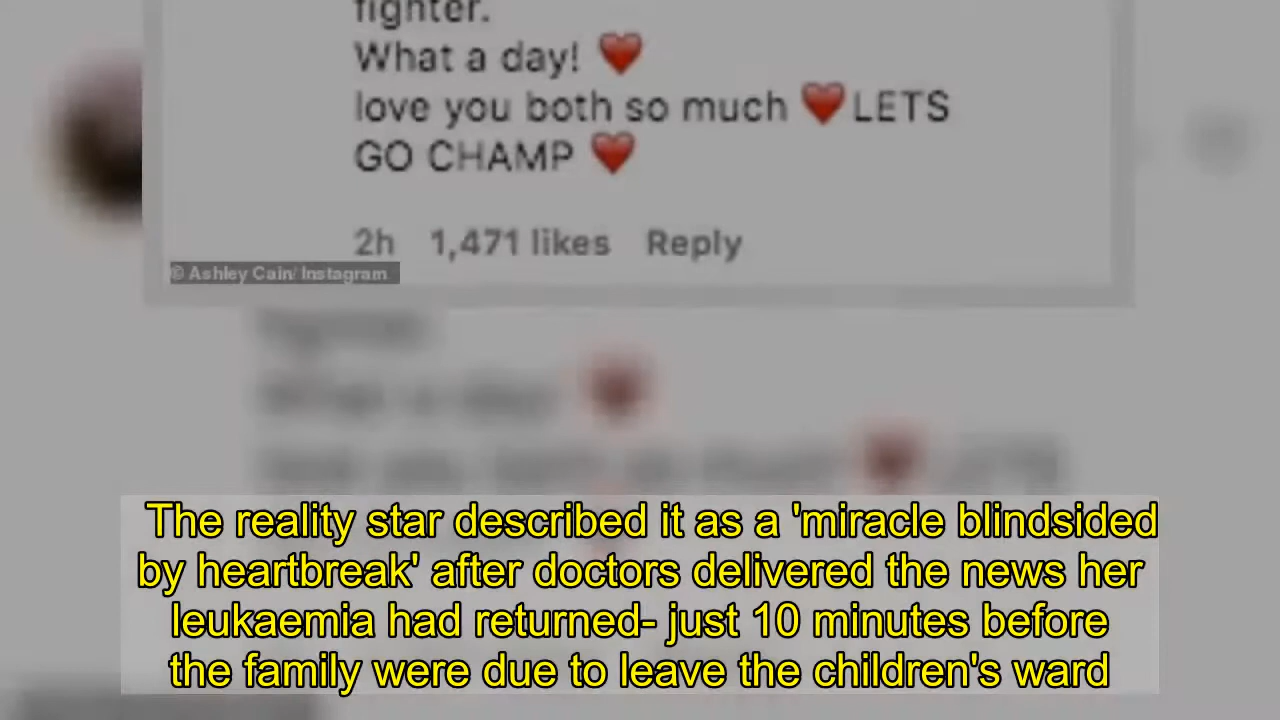 fighter.
What a day! ❤️
love you both so much ❤️LETS
GO CHAMP ❤️
2h 1,471 likes Reply
© Ashley Cain/ Instagram
The reality star described it as a 'miracle blindsided
by heartbreak' after doctors delivered the news her
leukaemia had returned- just 10 minutes before
the family were due to leave the children's ward